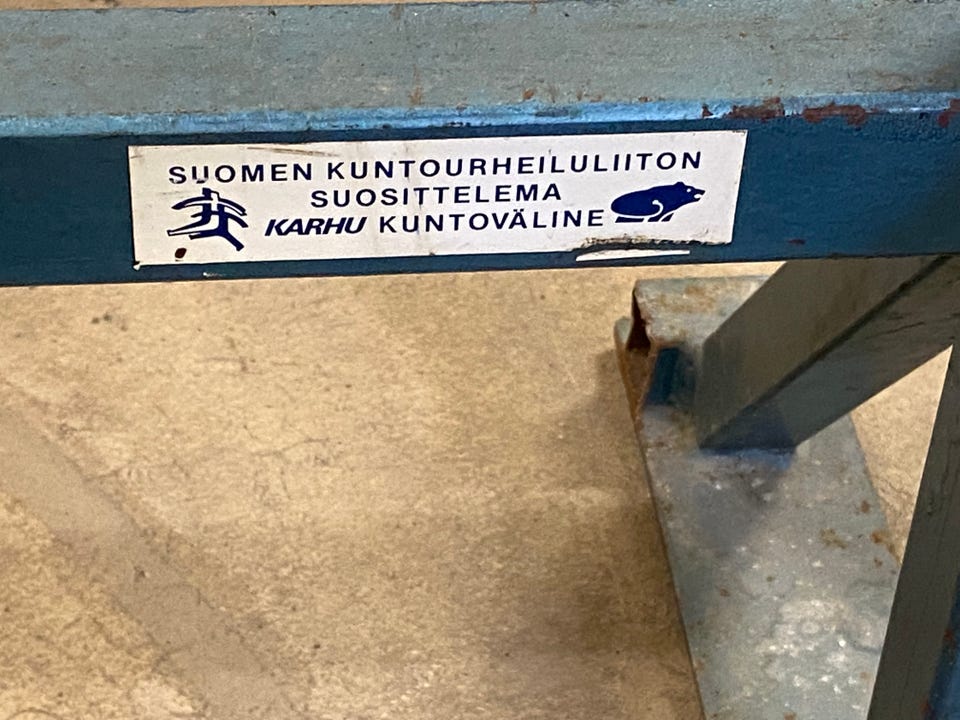 SUOMEN KUNTOURHEILULIITON
SUOSITTELEMA
KARHU KUNTOVÄLINE